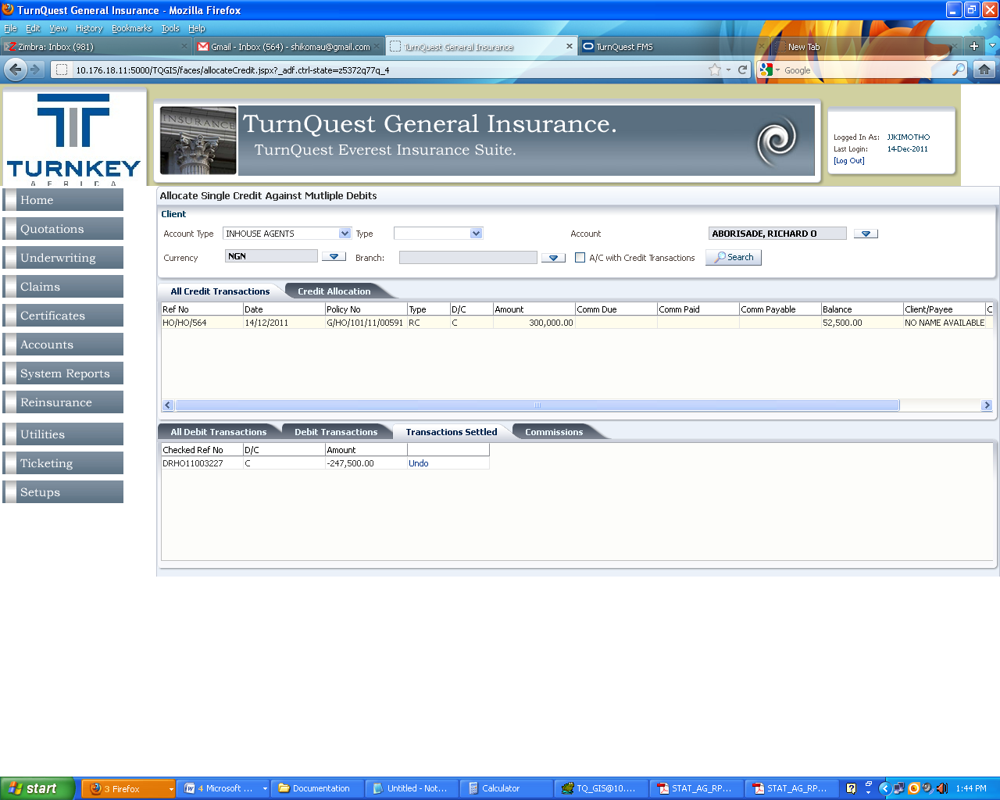 TurnQuest General Insurance - Mozilla Firefox
File Edit View History Bookmarks Tools Help
Zimbra: Inbox (981) Gmail - Inbox (564) - shikomau@gmail.com TurnQuest General Insurance TurnQuest FMS New Tab
10.176.18.11:5000/TQGIS/faces/allocateCredit.jspx?_adf.ctrl-state=z5372q77q_4 Google
TURNKEY
AFRICA
INSURANCE
TurnQuest General Insurance.
TurnQuest Everest Insurance Suite.
Logged In As: JJKIMOTHO
Last Login: 14-Dec-2011
[Log Out]
Home
Quotations
Underwriting
Claims
Certificates
Accounts
System Reports
Reinsurance
Utilities
Ticketing
Setups
Allocate Single Credit Against Mutliple Debits
Client
Account Type INHOUSE AGENTS Type Account ABORISADE, RICHARD O
Currency NGN Branch: A/C with Credit Transactions Search
All Credit Transactions Credit Allocation
Ref No Date Policy No Type D/C Amount Comm Due Comm Paid Comm Payable Balance Client/Payee C
HO/HO/564 14/12/2011 G/HO/101/11/00591 RC C 300,000.00 52,500.00 NO NAME AVAILABLE
All Debit Transactions Debit Transactions Transactions Settled Commissions
Checked Ref No D/C Amount
DRHO11003227 C -247,500.00 Undo
start 3 Firefox 4 Microsoft ... Documentation Untitled - Not... Calculator TQ_GIS@10.... STAT_AG_RP... STAT_AG_RP... 1:44 PM